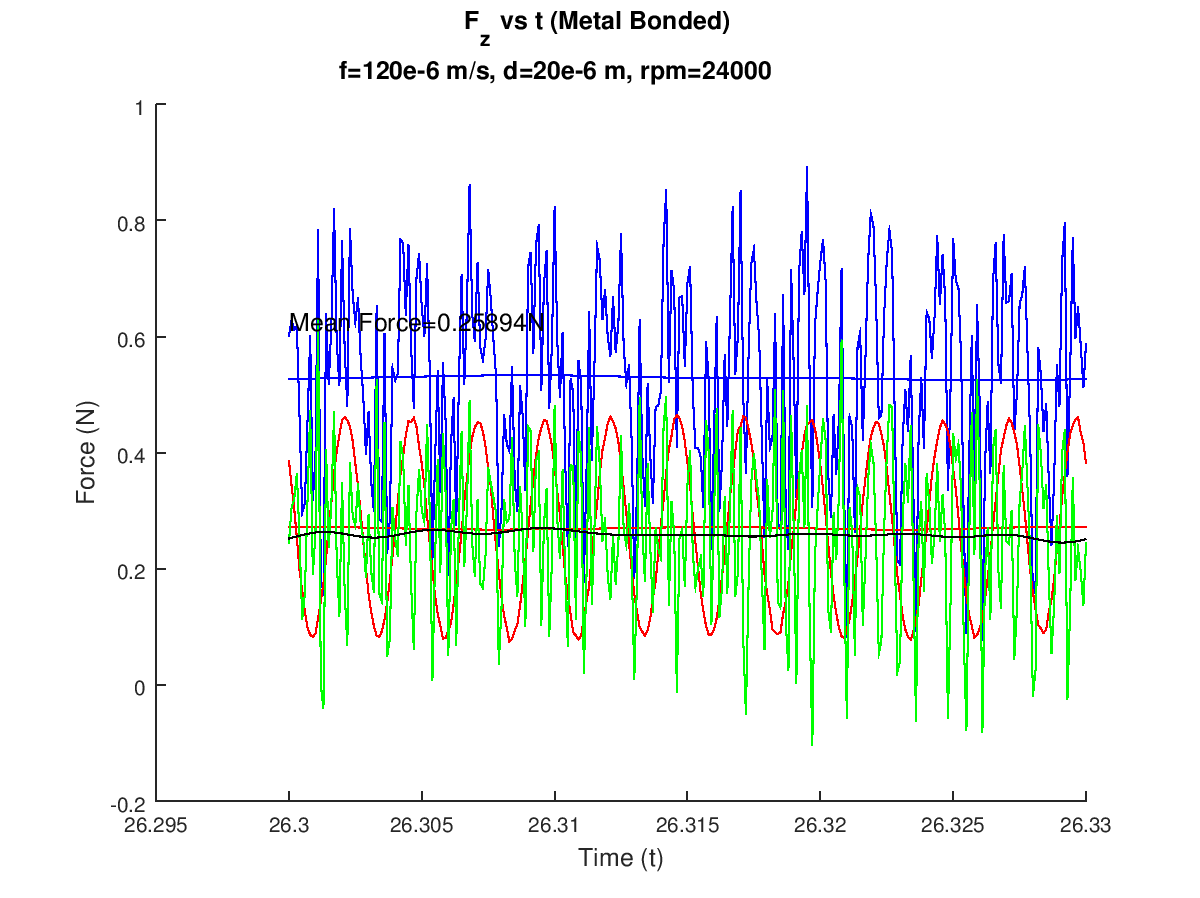 F_z vs t (Metal Bonded)
f=120e-6 m/s, d=20e-6 m, rpm=24000
1
0.8
Mean Force=0.25894N
0.6
0.4
0.2
0
-0.2
Force (N)
26.295 26.3 26.305 26.31 26.315 26.32 26.325 26.33
Time (t)